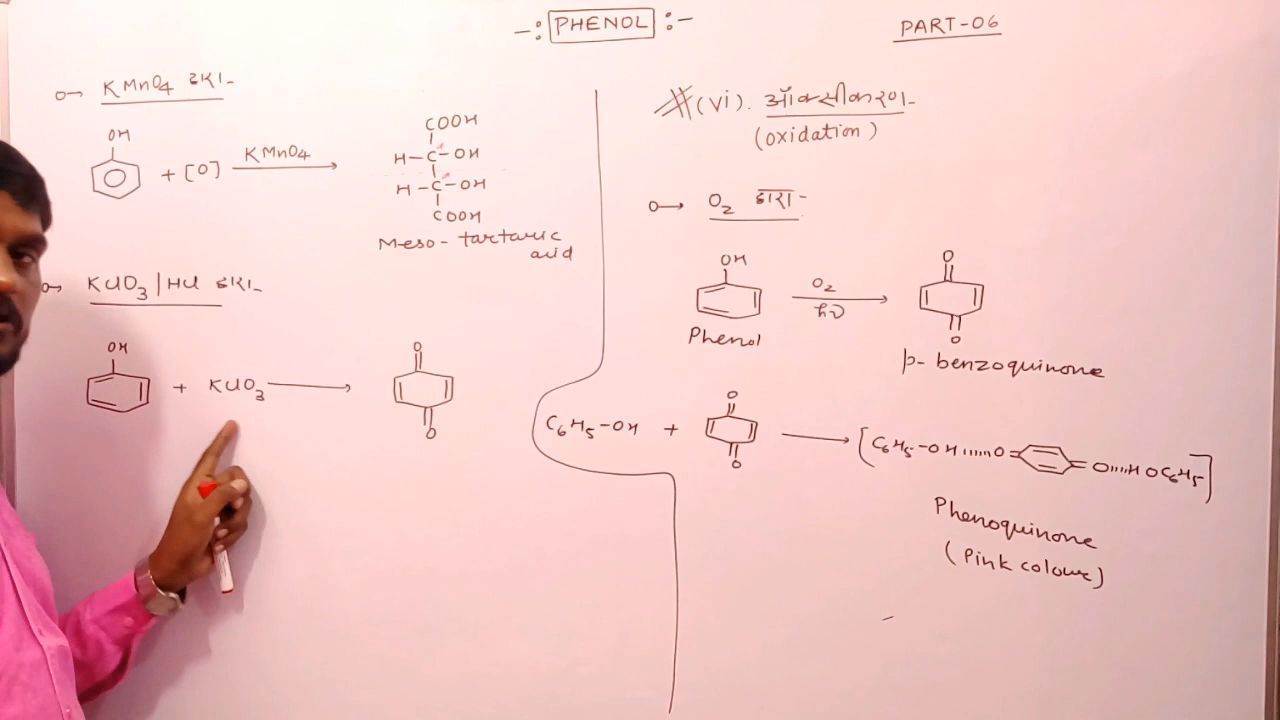 -: PHENOL :-
PART-06
KMnO4 द्वारा-
OH
+ [O] KMnO4
COOH
H-C-OH
H-C-OH
COOH
Meso-tartaric
acid
KClO3/HCl द्वारा-
OH
+ KClO3
O
O
# (vi). ऑक्सीकरण-
(oxidation)
O2 द्वारा-
OH
O2
hν
O
O
Phenol
p-benzoquinone
C6H5-OH + O
O
[C6H5-OH.....O= =O....HOC6H5]
Phenoquinone
(Pink colour)